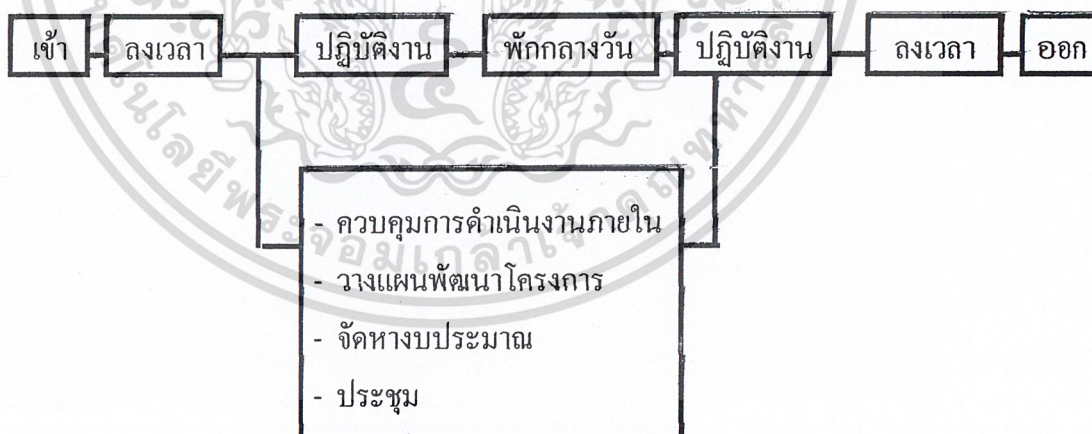 เข้า ลงเวลา ปฏิบัติงาน พักกลางวัน ปฏิบัติงาน ลงเวลา ออก
- ควบคุมการดำเนินงานภายใน
- วางแผนพัฒนาโครงการ
- จัดหางบประมาณ
- ประชุม